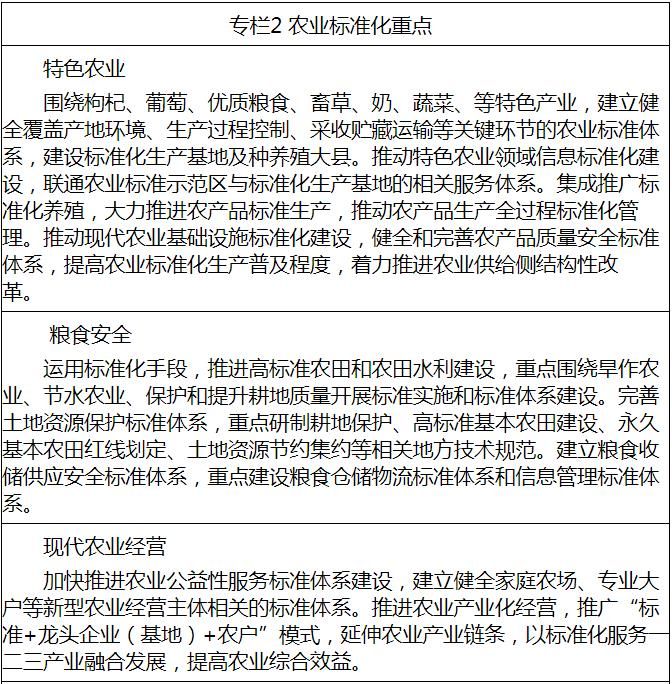 专栏2 农业标准化重点
特色农业
围绕枸杞、葡萄、优质粮食、畜草、奶、蔬菜、等特色产业，建立健
全覆盖产地环境、生产过程控制、采收贮藏运输等关键环节的农业标准体
系，建设标准化生产基地及种养殖大县。推动特色农业领域信息标准化建
设，联通农业标准示范区与标准化生产基地的相关服务体系。集成推广标
准化养殖，大力推进农产品标准生产，推动农产品生产全过程标准化管
理。推动现代农业基础设施标准化建设，健全和完善农产品质量安全标准
体系，提高农业标准化生产普及程度，着力推进农业供给侧结构性改
革。
粮食安全
运用标准化手段，推进高标准农田和农田水利建设，重点围绕旱作农
业、节水农业、保护和提升耕地质量开展标准实施和标准体系建设。完善
土地资源保护标准体系，重点研制耕地保护、高标准基本农田建设、永久
基本农田红线划定、土地资源节约集约等相关地方技术规范。建立粮食收
储供应安全标准体系，重点建设粮食仓储物流标准体系和信息管理标准体
系。
现代农业经营
加快推进农业公益性服务标准体系建设，建立健全家庭农场、专业大
户等新型农业经营主体相关的标准体系。推进农业产业化经营，推广“标
准+龙头企业（基地）+农户”模式，延伸农业产业链条，以标准化服务一
二三产业融合发展，提高农业综合效益。